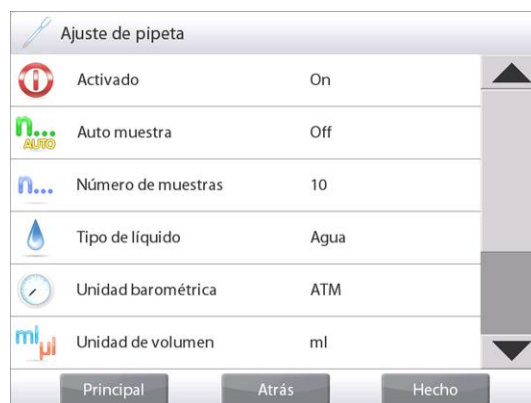 Ajuste de pipeta
Activado On
n... AUTO Auto muestra Off
n... Número de muestras 10
Tipo de líquido Agua
Unidad barométrica ATM
ml µl Unidad de volumen ml
Principal Atrás Hecho